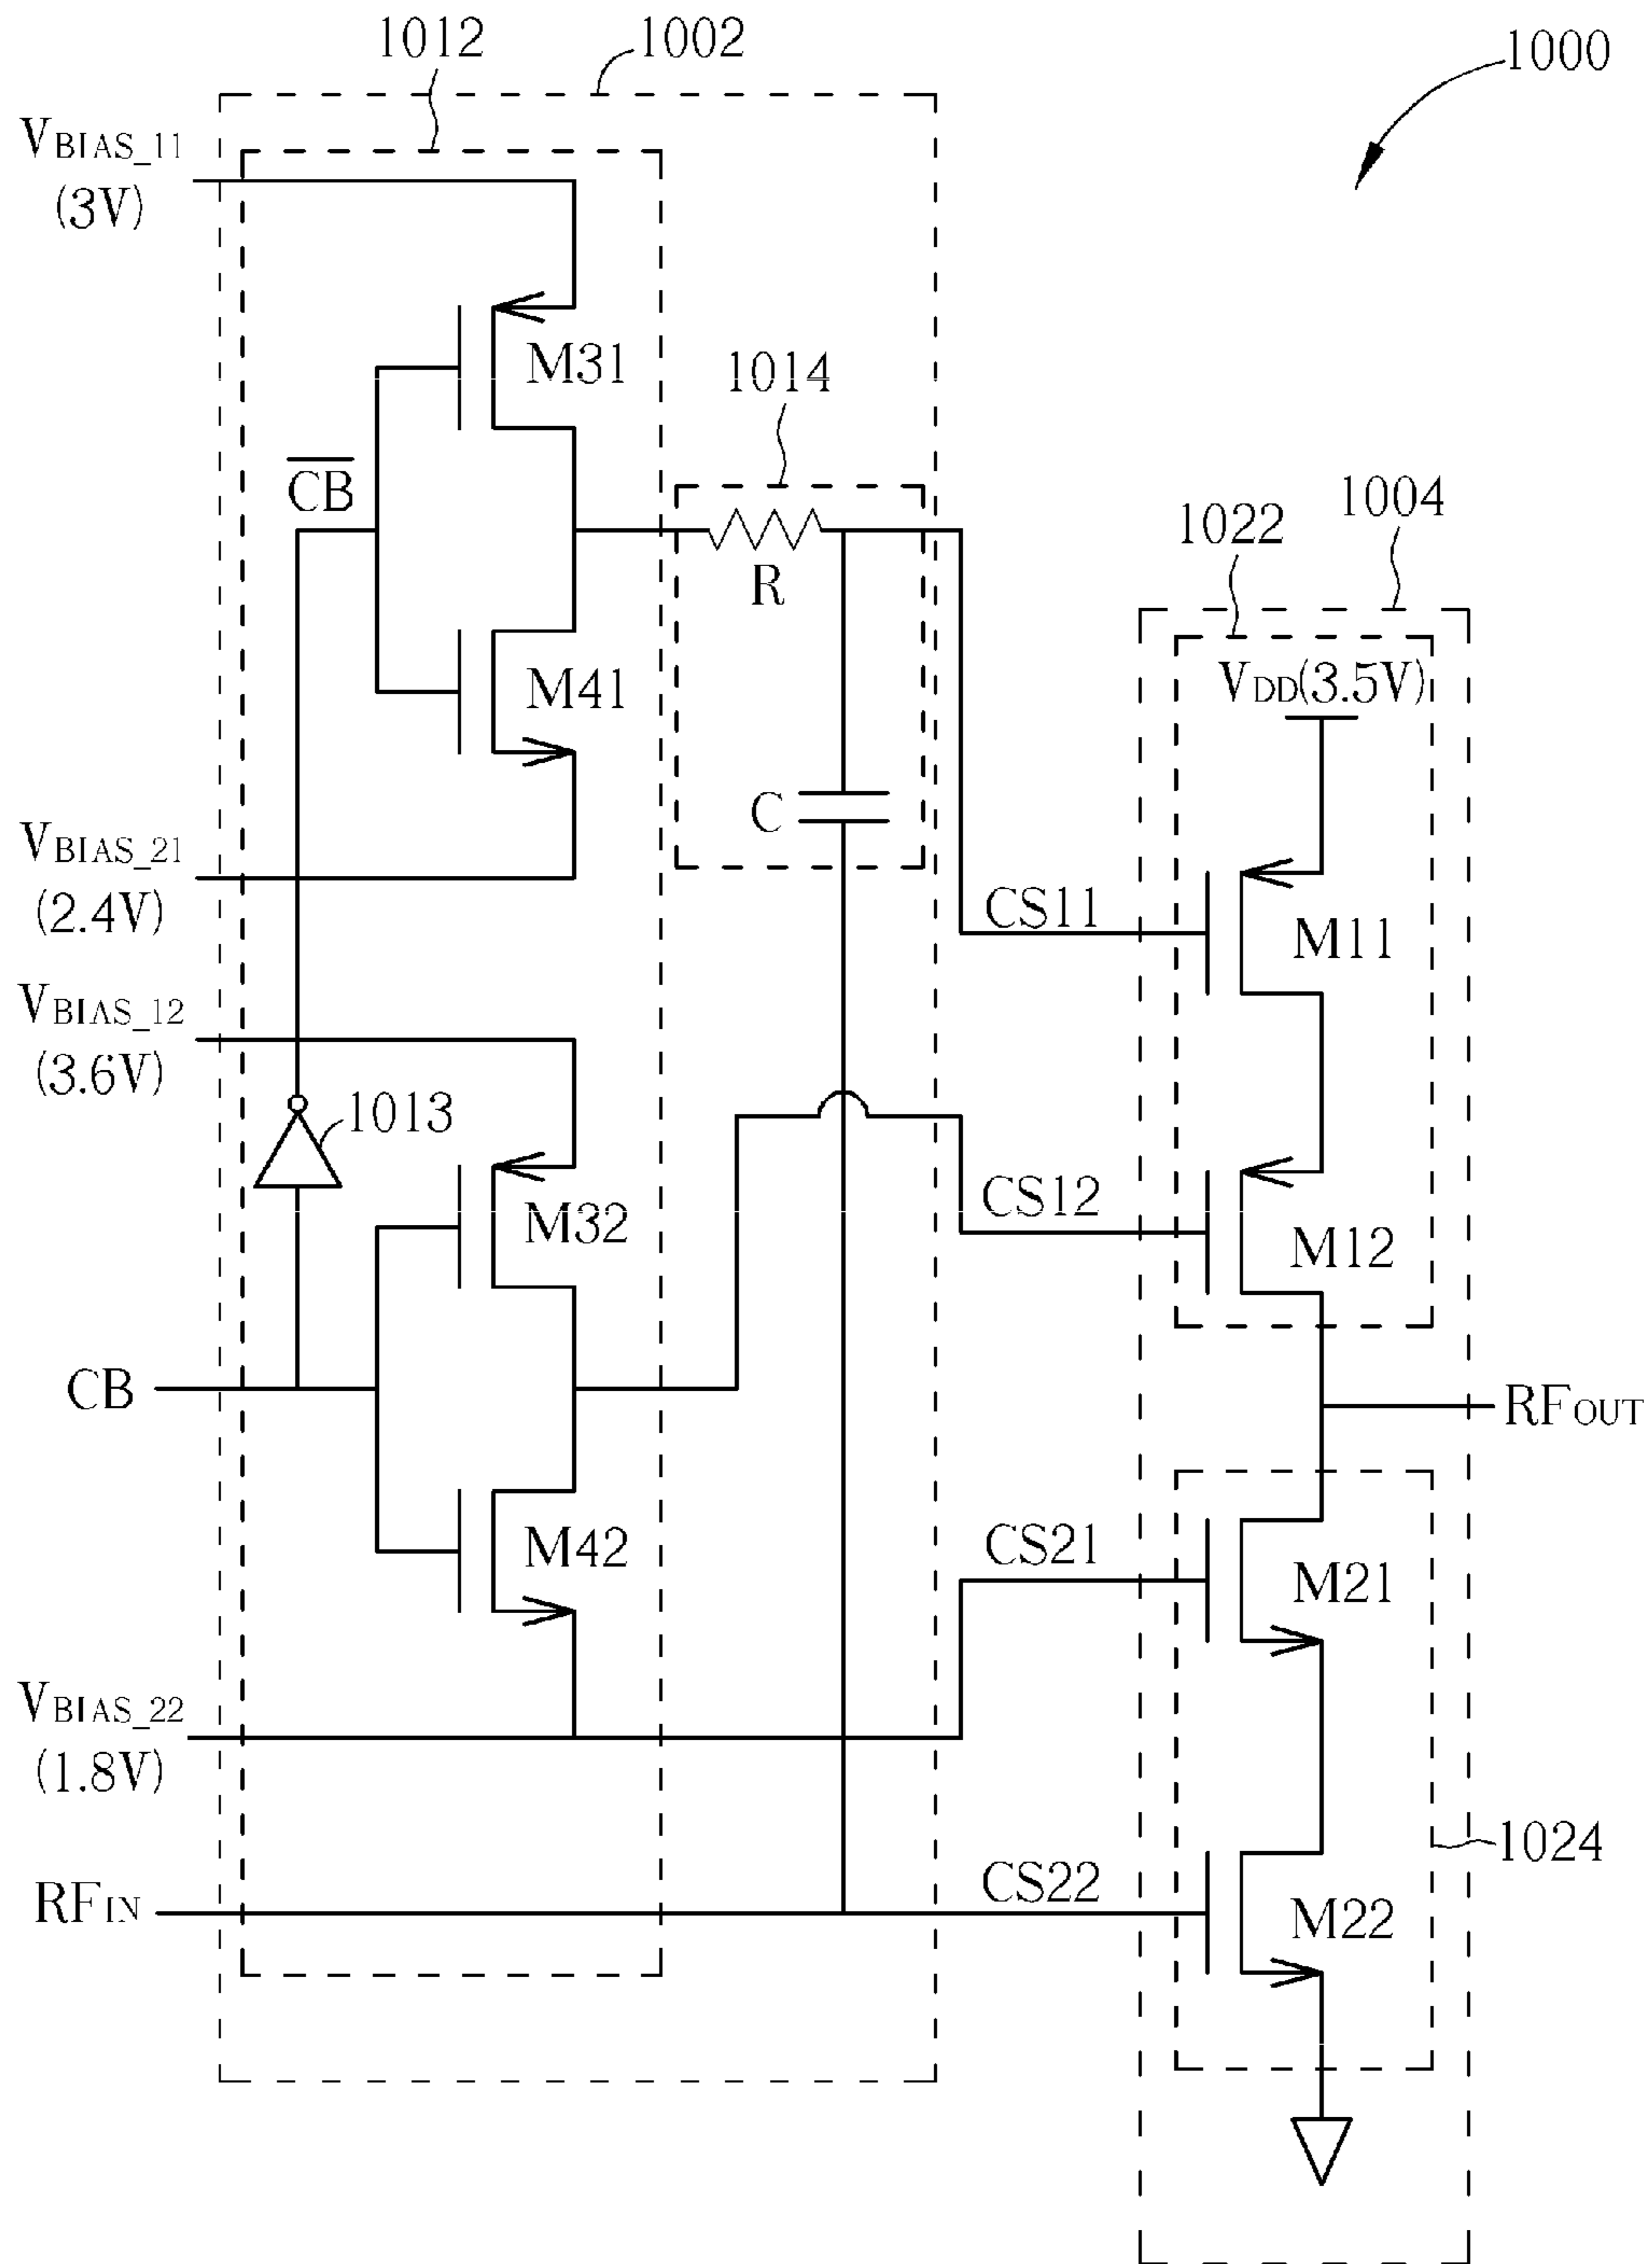 1012
1002
1000
VBIAS_11
(3V)
M31
1014
CB
R
1004
1022
VDD(3.5V)
M41
C
VBIAS_21
(2.4V)
CS11
M11
VBIAS_12
(3.6V)
1013
CS12
M32
M12
CB
RFOUT
CS21
M42
M21
VBIAS_22
(1.8V)
1024
CS22
RFIN
M22